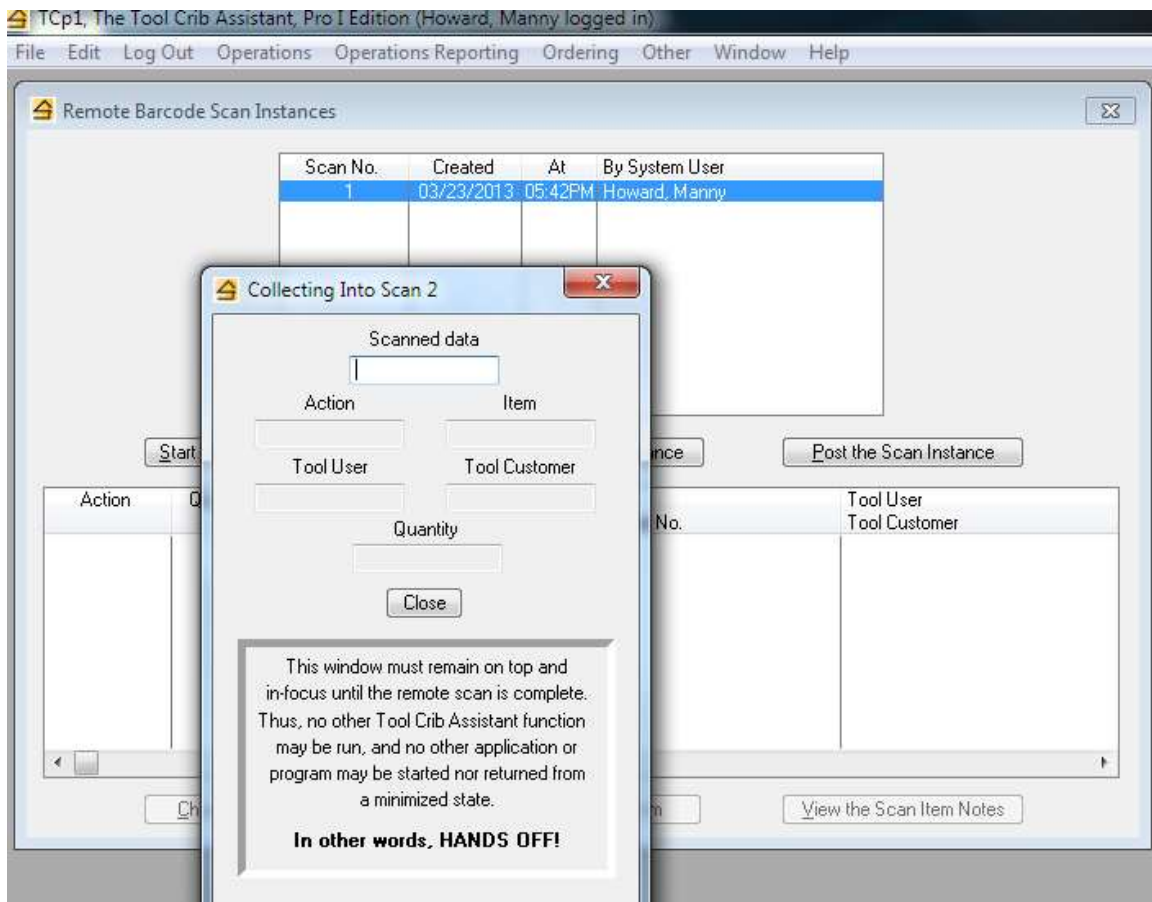 TCp1, The Tool Crib Assistant, Pro I Edition (Howard, Manny logged in)
File Edit Log Out Operations Operations Reporting Ordering Other Window Help
Remote Barcode Scan Instances
Scan No. Created At By System User
1 03/23/2013 05:42PM Howard, Manny
Collecting Into Scan 2
Scanned data
Action Item
Tool User Tool Customer
Quantity
Close
This window must remain on top and
in-focus until the remote scan is complete.
Thus, no other Tool Crib Assistant function
may be run, and no other application or
program may be started nor returned from
a minimized state.
In other words, HANDS OFF!
Start
Post the Scan Instance
Action
No.
Tool User
Tool Customer
View the Scan Item Notes